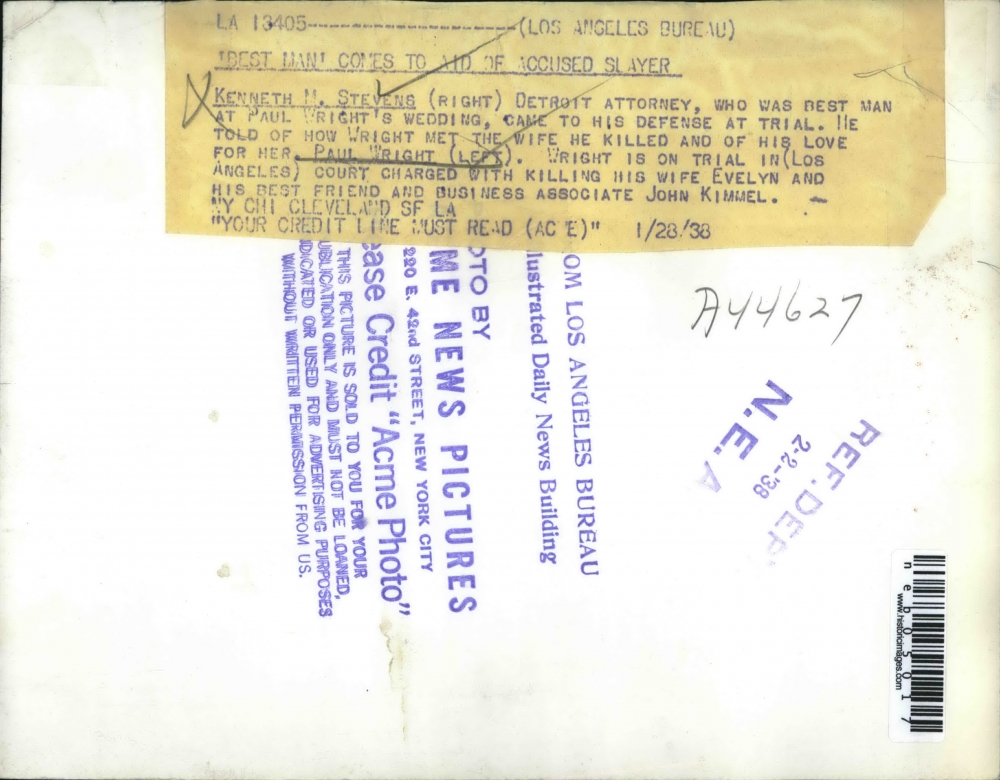 LA 13405--------------------------(LOS ANGELES BUREAU)
'BEST MAN' COMES TO AID OF ACCUSED SLAYER
KENNETH M. STEVENS (RIGHT) DETROIT ATTORNEY, WHO WAS BEST MAN
AT PAUL WRIGHT'S WEDDING, CAME TO HIS DEFENSE AT TRIAL. HE
TOLD OF HOW WRIGHT MET THE WIFE HE KILLED AND OF HIS LOVE
FOR HER. PAUL WRIGHT (LEFT). WRIGHT IS ON TRIAL IN (LOS
ANGELES) COURT CHARGED WITH KILLING HIS WIFE EVELYN AND
HIS BEST FRIEND AND BUSINESS ASSOCIATE JOHN KIMMEL.
NY CHI CLEVELAND SF LA
"YOUR CREDIT LINE MUST READ (ACME)" 1/28/38
OM LOS ANGELES BUREAU
lustrated Daily News Building
OTO BY
ME NEWS PICTURES
220 E. 42nd STREET, NEW YORK CITY
ease Credit "Acme Photo"
THIS PICTURE IS SOLD TO YOU FOR YOUR
UBLICATION ONLY AND MUST NOT BE LOANED,
DICATED OR USED FOR ADVERTISING PURPOSES
WITHOUT WRITTEN PERMISSION FROM US.
A44627
REF. DEP
2-2-38
N. E. A
neb05017
www.historicimages.com